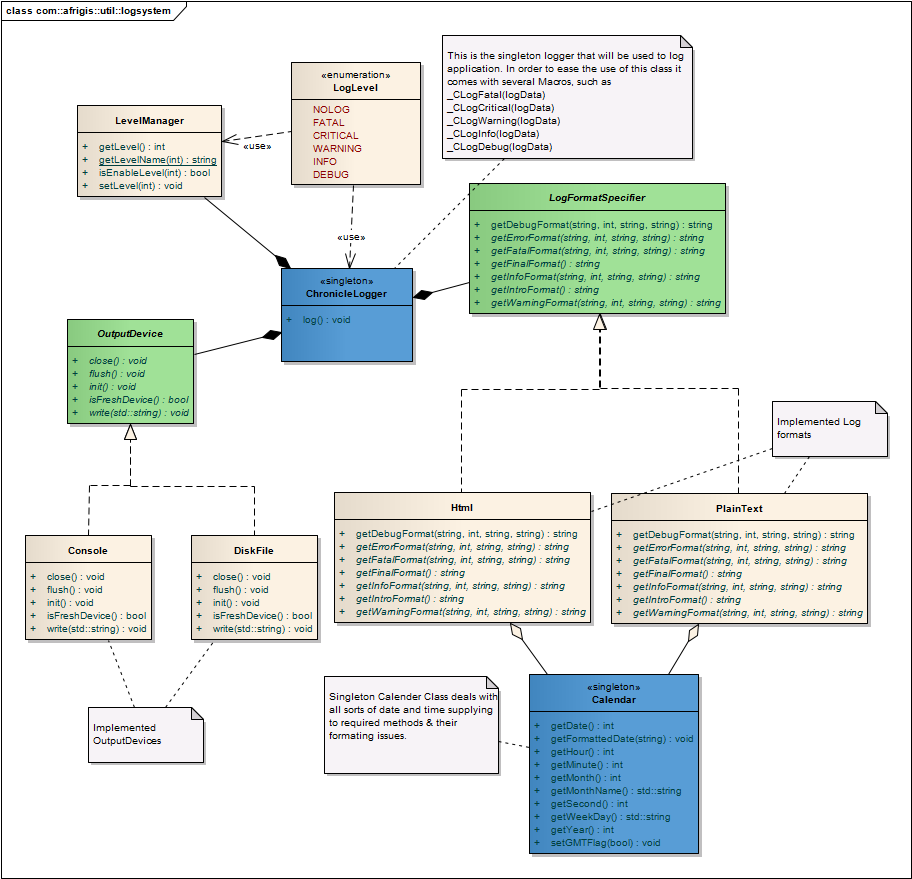 class com::afrigis::util::logsystem
This is the singleton logger that will be used to log
application. In order to ease the use of this class it
comes with several Macros, such as
_CLogFatal(logData)
_CLogCritical(logData)
_CLogWarning(logData)
_CLogInfo(logData)
_CLogDebug(logData)
«enumeration»
LogLevel
NOLOG
FATAL
CRITICAL
WARNING
INFO
DEBUG
LevelManager
+ getLevel() : int
+ getLevelName(int) : string
+ isEnableLevel(int) : bool
+ setLevel(int) : void
«use»
«use»
LogFormatSpecifier
+ getDebugFormat(string, int, string, string) : string
+ getErrorFormat(string, int, string, string) : string
+ getFatalFormat(string, int, string, string) : string
+ getFinalFormat() : string
+ getInfoFormat(string, int, string, string) : string
+ getIntroFormat() : string
+ getWarningFormat(string, int, string, string) : string
«singleton»
ChronicleLogger
+ log() : void
OutputDevice
+ close() : void
+ flush() : void
+ init() : void
+ isFreshDevice() : bool
+ write(std::string) : void
Implemented Log
formats
Html
+ getDebugFormat(string, int, string, string) : string
+ getErrorFormat(string, int, string, string) : string
+ getFatalFormat(string, int, string, string) : string
+ getFinalFormat() : string
+ getInfoFormat(string, int, string, string) : string
+ getIntroFormat() : string
+ getWarningFormat(string, int, string, string) : string
PlainText
+ getDebugFormat(string, int, string, string) : string
+ getErrorFormat(string, int, string, string) : string
+ getFatalFormat(string, int, string, string) : string
+ getFinalFormat() : string
+ getInfoFormat(string, int, string, string) : string
+ getIntroFormat() : string
+ getWarningFormat(string, int, string, string) : string
Console
+ close() : void
+ flush() : void
+ init() : void
+ isFreshDevice() : bool
+ write(std::string) : void
DiskFile
+ close() : void
+ flush() : void
+ init() : void
+ isFreshDevice() : bool
+ write(std::string) : void
Implemented
OutputDevices
Singleton Calender Class deals with
all sorts of date and time supplying
to required methods & their
formating issues.
«singleton»
Calendar
+ getDate() : int
+ getFormattedDate(string) : void
+ getHour() : int
+ getMinute() : int
+ getMonth() : int
+ getMonthName() : std::string
+ getSecond() : int
+ getWeekDay() : std::string
+ getYear() : int
+ setGMTFlag(bool) : void